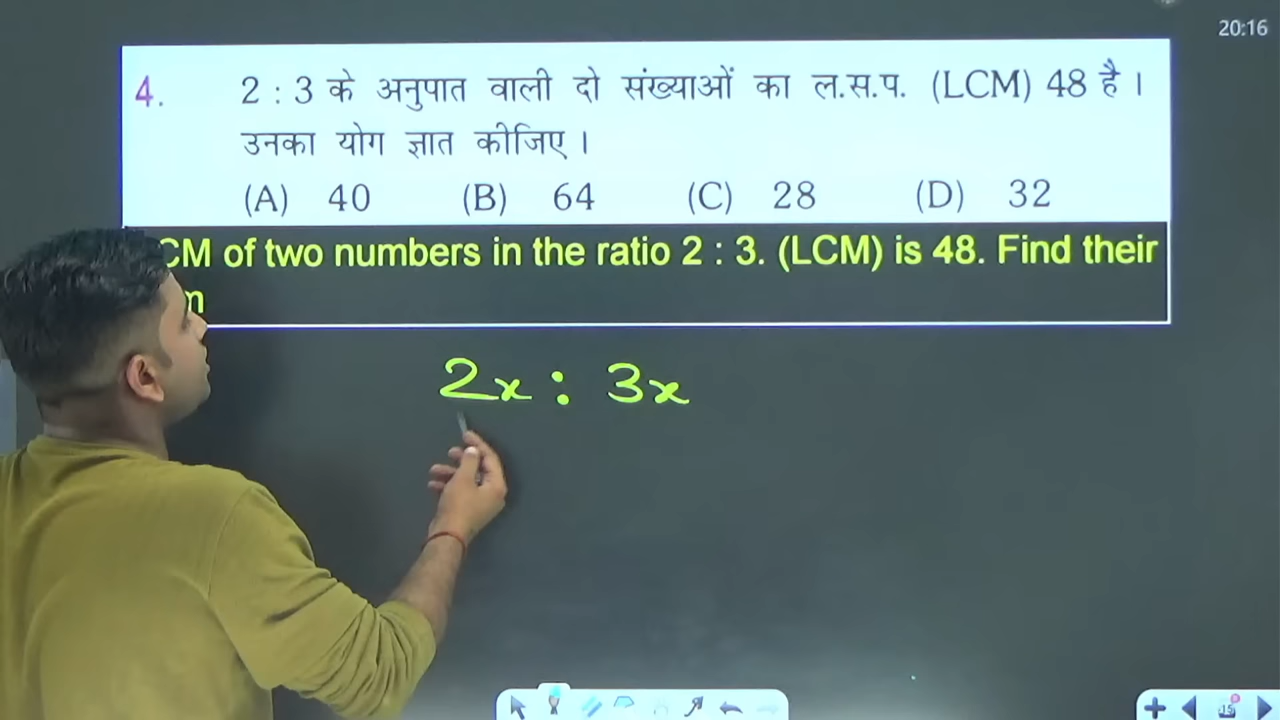 20:16
4. 2 : 3 के अनुपात वाली दो संख्याओं का ल.स.प. (LCM) 48 है।
उनका योग ज्ञात कीजिए।
(A) 40 (B) 64 (C) 28 (D) 32
CM of two numbers in the ratio 2 : 3. (LCM) is 48. Find their
m
2x : 3x
15